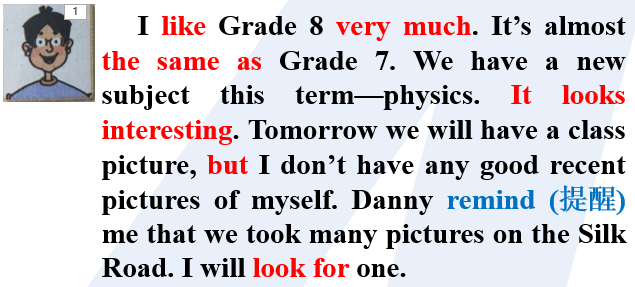 1
I like Grade 8 very much. It’s almost
the same as Grade 7. We have a new
subject this term—physics. It looks
interesting. Tomorrow we will have a class
picture, but I don’t have any good recent
pictures of myself. Danny remind (提醒)
me that we took many pictures on the Silk
Road. I will look for one.